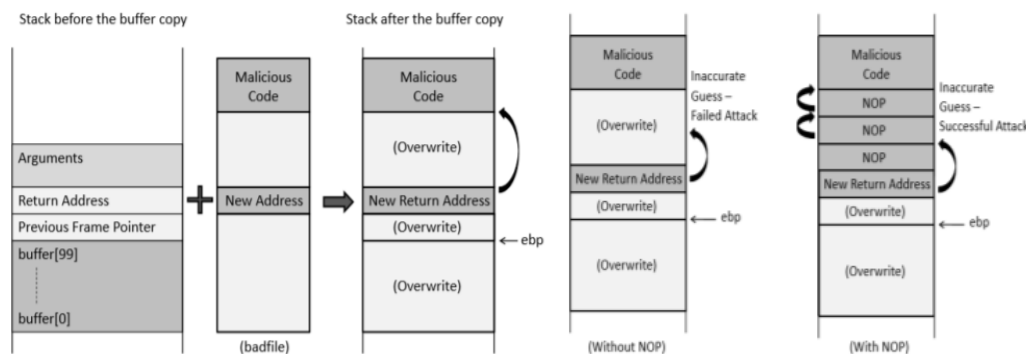 Stack before the buffer copy
Arguments
Return Address
Previous Frame Pointer
buffer[99]
buffer[0]
Malicious
Code
New Address
(badfile)
Stack after the buffer copy
Malicious
Code
(Overwrite)
New Return Address
(Overwrite)
ebp
(Overwrite)
Malicious
Code
(Overwrite)
New Return Address
(Overwrite)
(Overwrite)
Inaccurate
Guess –
Failed Attack
ebp
(Without NOP)
Malicious
Code
NOP
NOP
NOP
New Return Address
(Overwrite)
(Overwrite)
Inaccurate
Guess –
Successful Attack
ebp
(With NOP)